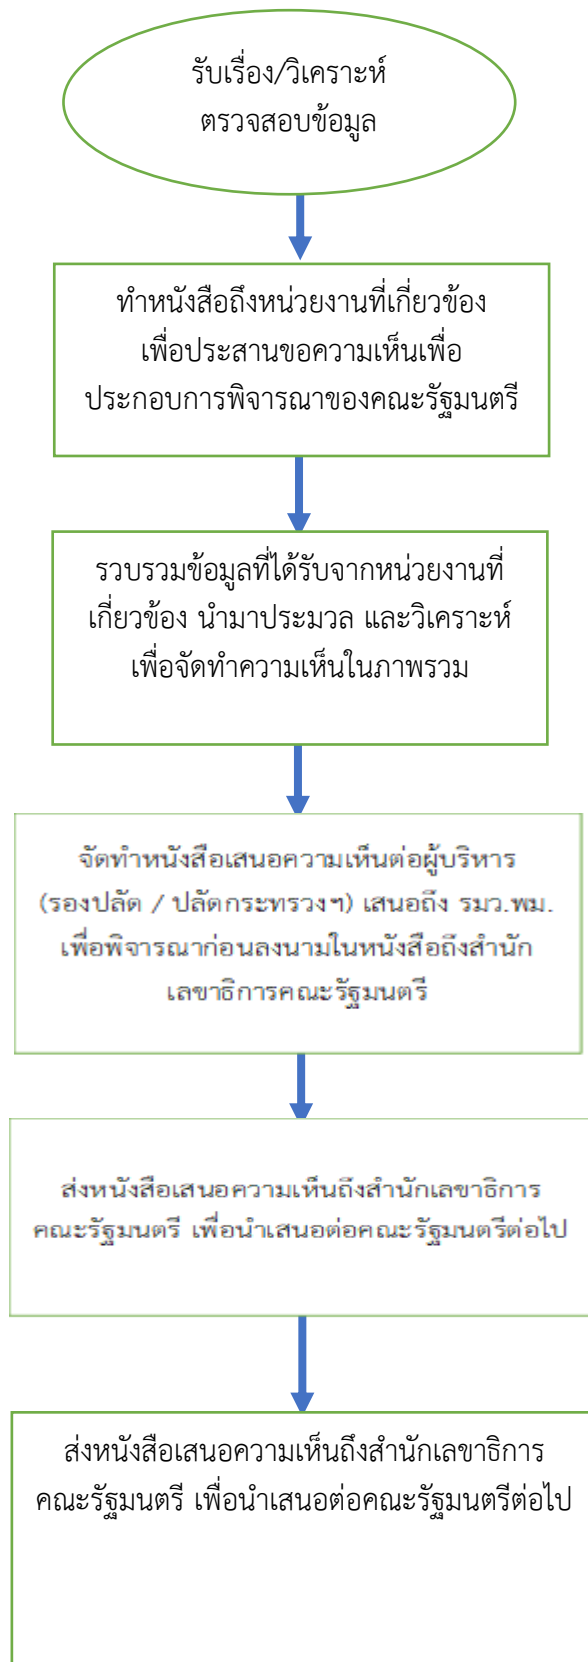 รับเรื่อง/วิเคราะห์
ตรวจสอบข้อมูล
ทำหนังสือถึงหน่วยงานที่เกี่ยวข้อง
เพื่อประสานขอความเห็นเพื่อ
ประกอบการพิจารณาของคณะรัฐมนตรี
รวบรวมข้อมูลที่ได้รับจากหน่วยงานที่
เกี่ยวข้อง นำมาประมวล และวิเคราะห์
เพื่อจัดทำความเห็นในภาพรวม
จัดทำหนังสือเสนอความเห็นต่อผู้บริหาร
(รองปลัด / ปลัดกระทรวงฯ) เสนอถึง รมว.พม.
เพื่อพิจารณาก่อนลงนามในหนังสือถึงสำนัก
เลขาธิการคณะรัฐมนตรี
ส่งหนังสือเสนอความเห็นถึงสำนักเลขาธิการ
คณะรัฐมนตรี เพื่อนำเสนอต่อคณะรัฐมนตรีต่อไป
ส่งหนังสือเสนอความเห็นถึงสำนักเลขาธิการ
คณะรัฐมนตรี เพื่อนำเสนอต่อคณะรัฐมนตรีต่อไป